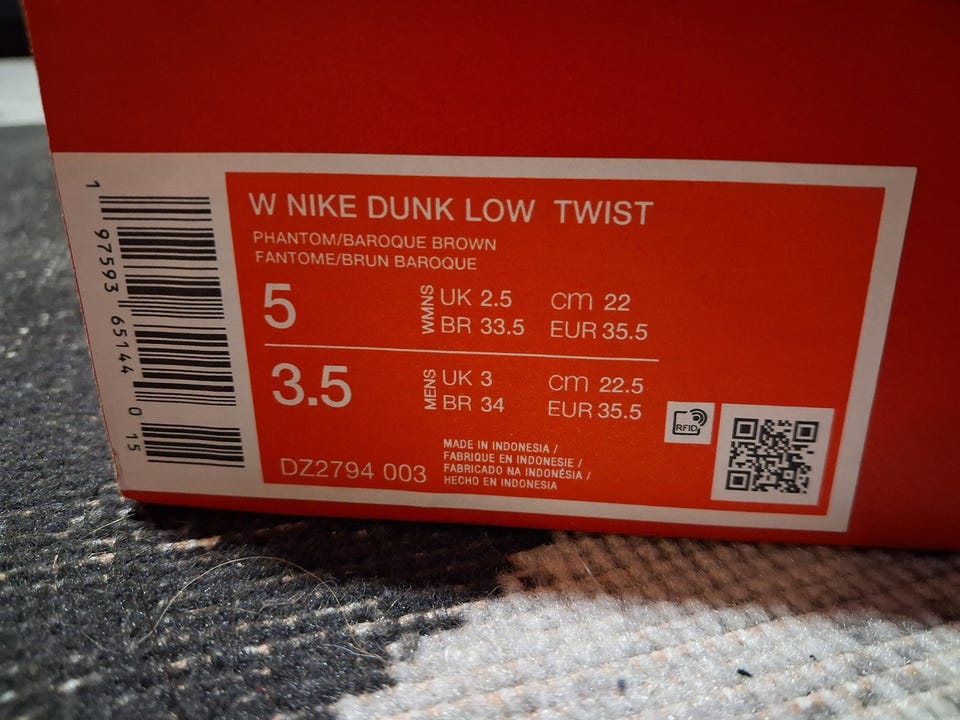 1 97593 65144 0 15
W NIKE DUNK LOW TWIST
PHANTOM/BAROQUE BROWN
FANTOME/BRUN BAROQUE
5 WMNS UK 2.5 cm 22
BR 33.5 EUR 35.5
3.5 MENS UK 3 cm 22.5
BR 34 EUR 35.5
RFID
DZ2794 003
MADE IN INDONESIA /
FABRIQUE EN INDONESIE /
FABRICADO NA INDONÉSIA /
HECHO EN INDONESIA